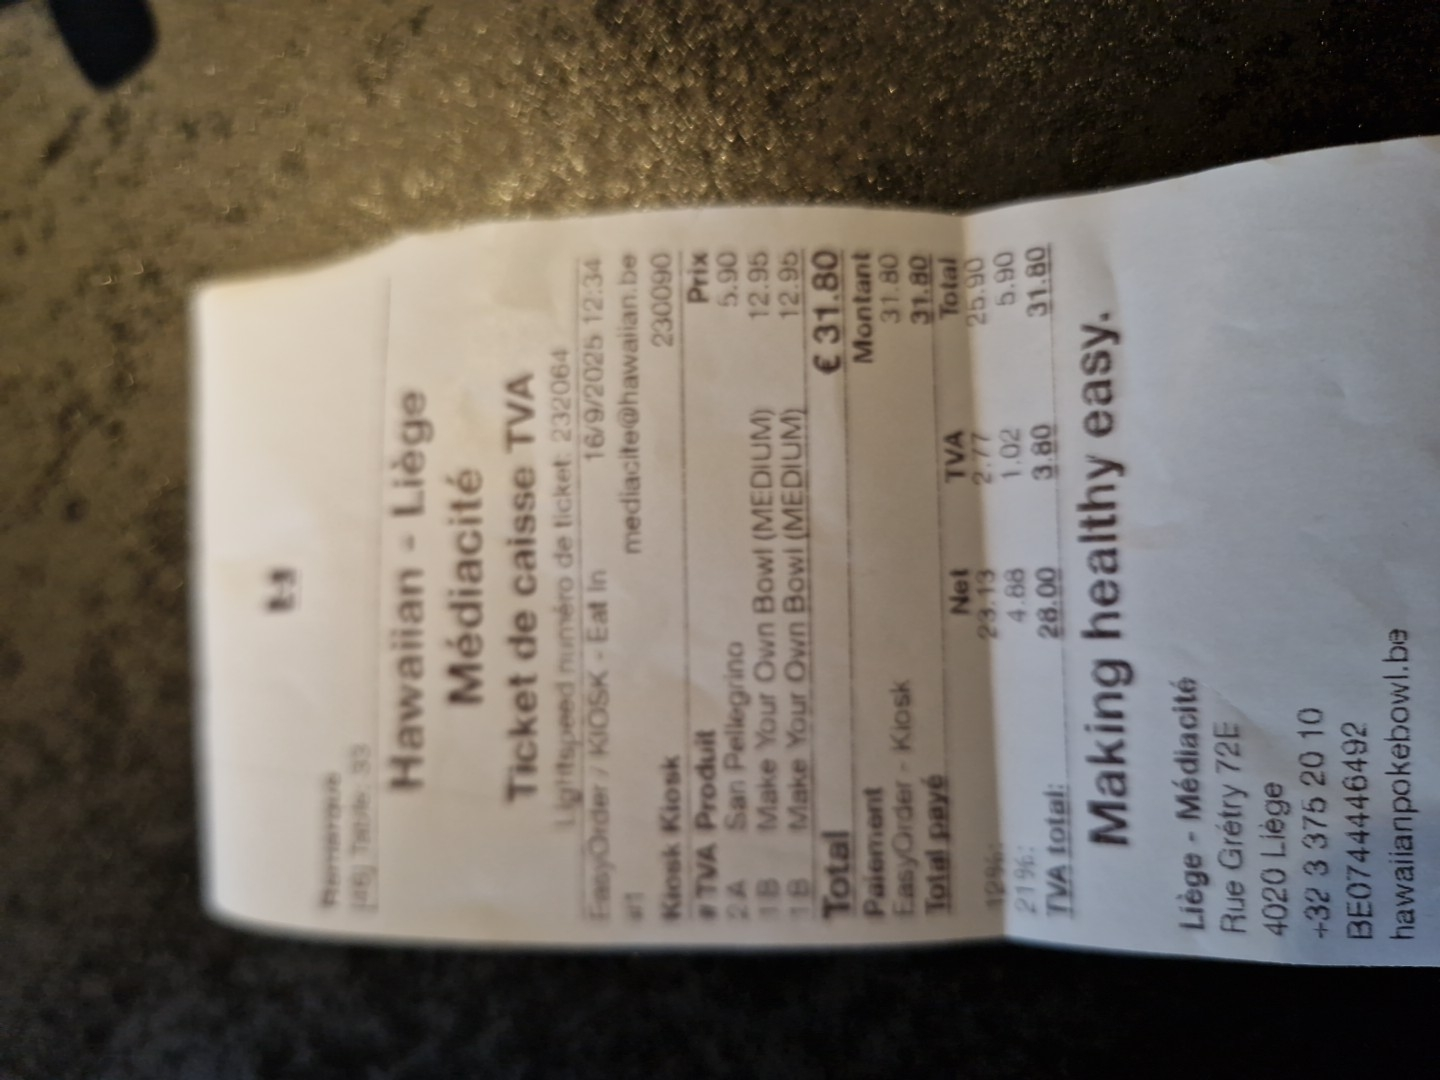 Remarque
Table: 33
Hawaiian - Liège
Médiacité
Ticket de caisse TVA
Lightspeed numéro de ticket: 232064
EasyOrder / KIOSK - Eat In 16/9/2025 12:34
#1 mediacite@hawaiian.be
Kiosk Kiosk 230090
# TVA Produit Prix
2 A San Pellegrino 5.90
1 B Make Your Own Bowl (MEDIUM) 12.95
1 B Make Your Own Bowl (MEDIUM) 12.95
Total € 31.80
Paiement Montant
EasyOrder - Kiosk 31.80
Total payé 31.80
Net TVA Total
12%: 23.13 2.77 25.90
21%: 4.88 1.02 5.90
TVA total: 28.00 3.80 31.80
Making healthy easy.
Liège - Médiacité
Rue Grétry 72E
4020 Liège
+32 3 375 20 10
BE0744446492
hawaiianpokebowl.be